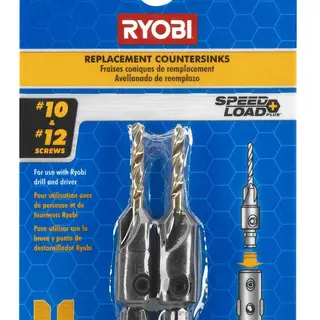 RYOBI
REPLACEMENT COUNTERSINKS
Fraises coniques de remplacement
Avellanado de reemplazo
#10
&
#12
SCREWS
SPEED
LOAD+
PLUS
For use with Ryobi
drill and driver
Pour utilisation avec
de perceuse et de
tournevis Ryobi
Para utilizar con la
broca y punta de
destornillador Ryobi